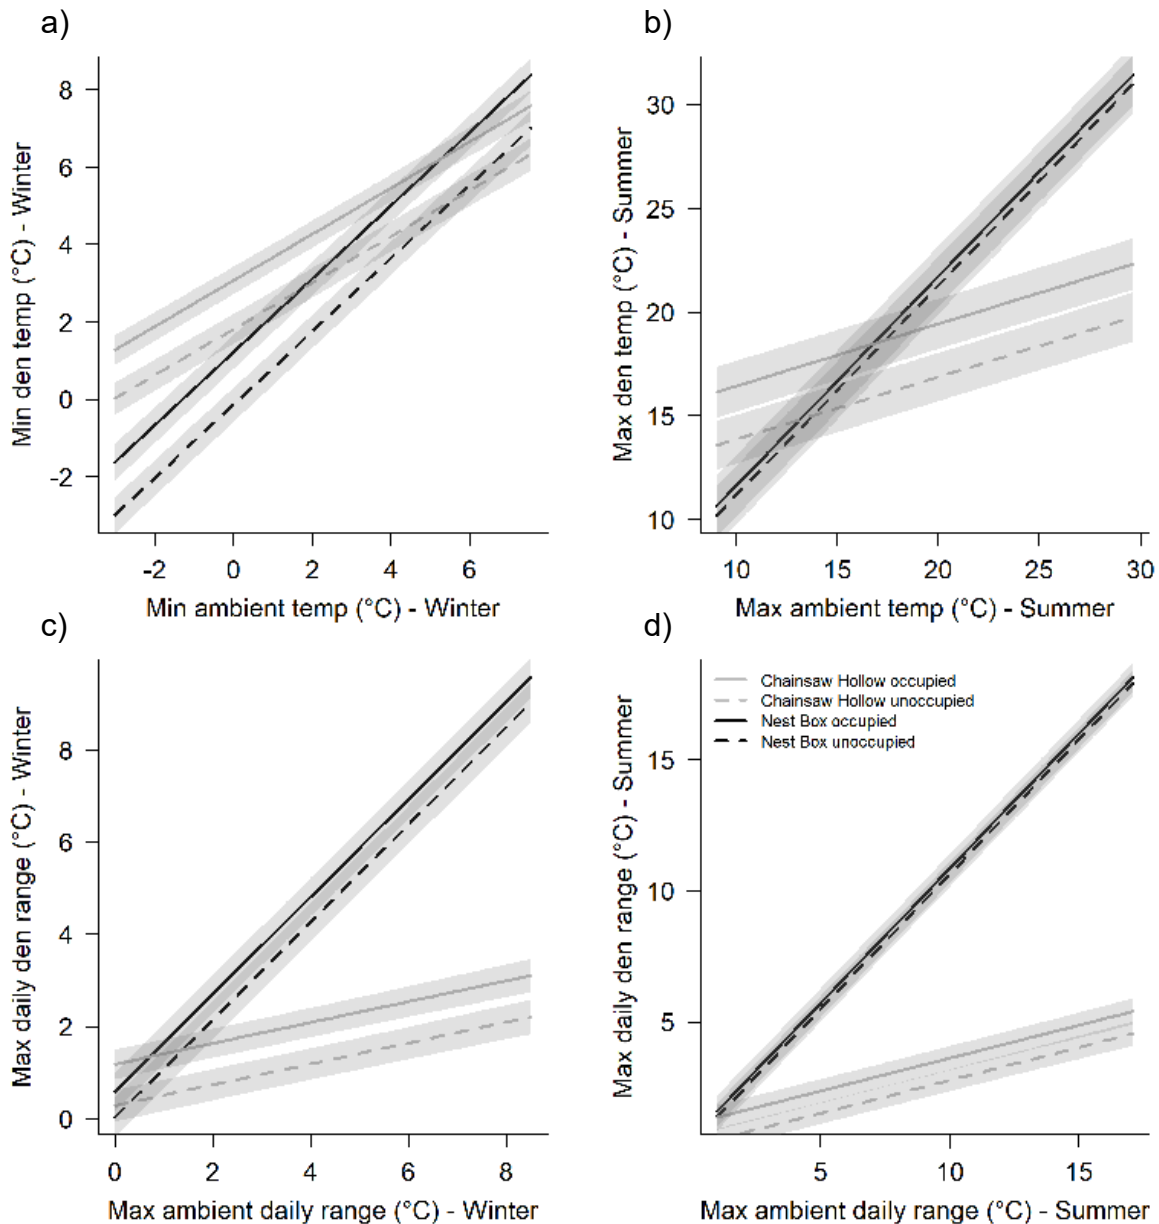 a)
b)
8
6
4
2
0
-2
Min den temp (°C) - Winter
-2
0
2
4
6
Min ambient temp (°C) - Winter
30
25
20
15
10
Max den temp (°C) - Summer
10
15
20
25
30
Max ambient temp (°C) - Summer
c)
d)
8
6
4
2
0
Max daily den range (°C) - Winter
0
2
4
6
8
Max ambient daily range (°C) - Winter
Chainsaw Hollow occupied
Chainsaw Hollow unoccupied
Nest Box occupied
Nest Box unoccupied
15
10
5
Max daily den range (°C) - Summer
5
10
15
Max ambient daily range (°C) - Summer